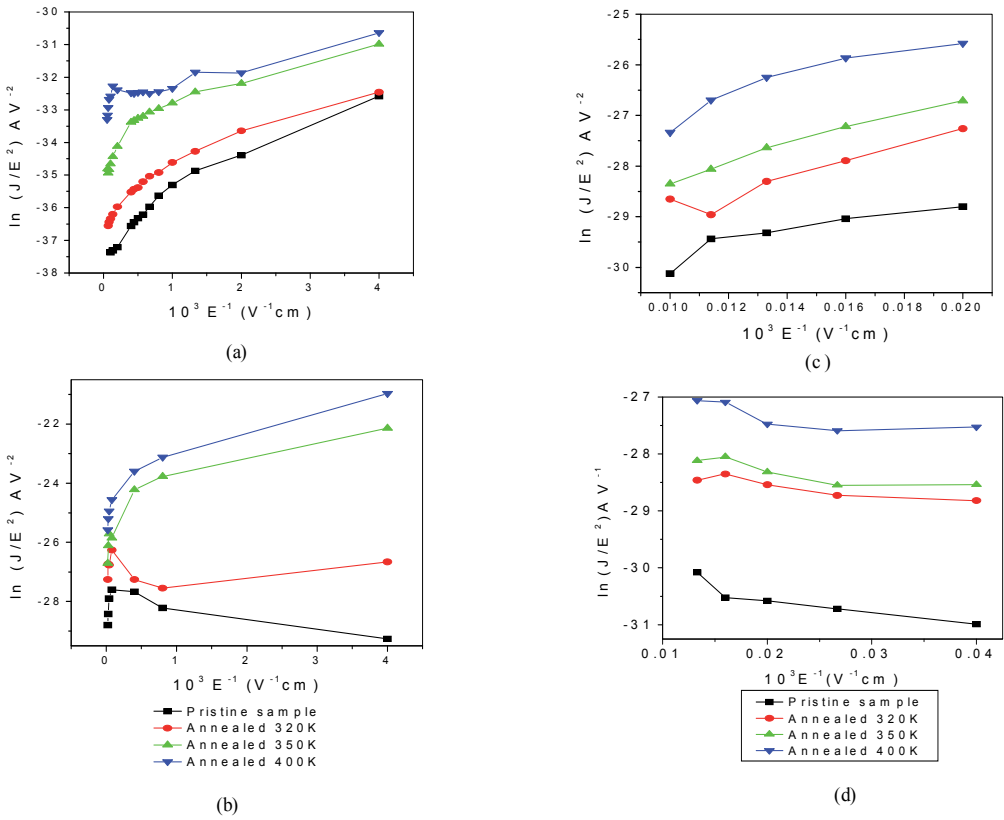 -30
-31
-32
-33
-34
-35
-36
-37
-38
ln (J/E²) A V⁻²
0 1 2 3 4
10³ E⁻¹ (V⁻¹cm)
(a)
-25
-26
-27
-28
-29
-30
ln (J/E²) A V⁻²
0.010 0.012 0.014 0.016 0.018 0.020
10³ E⁻¹ (V⁻¹cm)
(c)
-22
-24
-26
-28
ln (J/E²) A V⁻²
0 1 2 3 4
10³ E⁻¹ (V⁻¹cm)
Pristine sample
Annealed 320K
Annealed 350K
Annealed 400K
(b)
-27
-28
-29
-30
-31
ln (J/E²)A V⁻¹
0.01 0.02 0.03 0.04
10³E⁻¹(V⁻¹cm)
Pristine sample
Annealed 320K
Annealed 350K
Annealed 400K
(d)